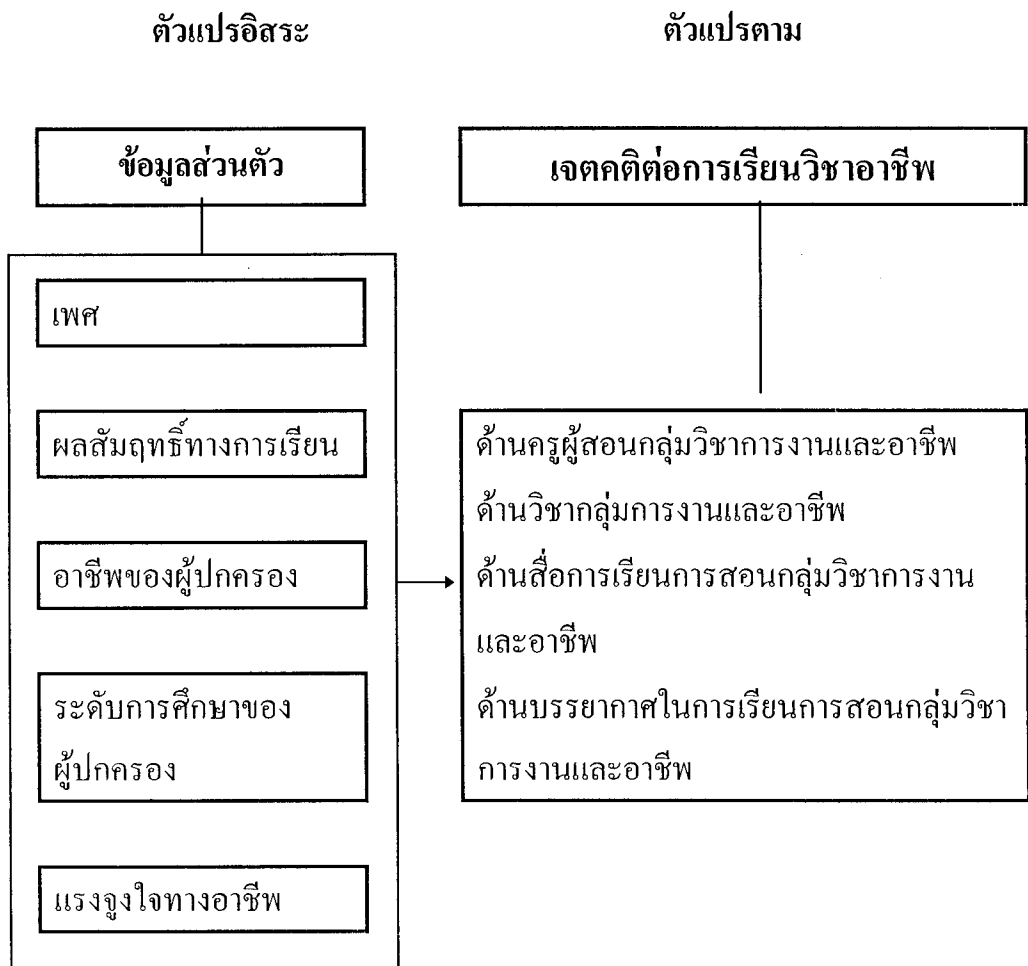 ตัวแปรอิสระ
ตัวแปรตาม
ข้อมูลส่วนตัว
เจตคติต่อการเรียนวิชาอาชีพ
เพศ
ผลสัมฤทธิ์ทางการเรียน
อาชีพของผู้ปกครอง
ระดับการศึกษาของ
ผู้ปกครอง
แรงจูงใจทางอาชีพ
ด้านครูผู้สอนกลุ่มวิชาการงานและอาชีพ
ด้านวิชากลุ่มการงานและอาชีพ
ด้านสื่อการเรียนการสอนกลุ่มวิชาการงาน
และอาชีพ
ด้านบรรยากาศในการเรียนการสอนกลุ่มวิชา
การงานและอาชีพ